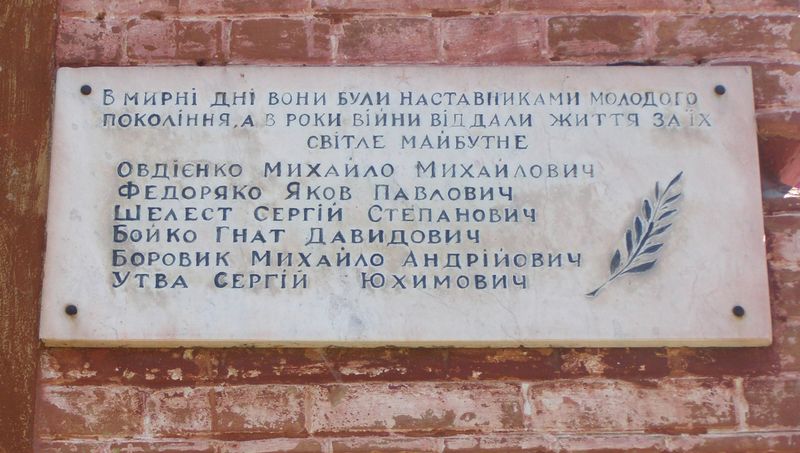 В МИРНІ ДНІ ВОНИ БУЛИ НАСТАВНИКАМИ МОЛОДОГО
ПОКОЛІННЯ, А В РОКИ ВІЙНИ ВІДДАЛИ ЖИТТЯ ЗА ЇХ
СВІТЛЕ МАЙБУТНЕ
ОВДІЄНКО МИХАЙЛО МИХАЙЛОВИЧ
ФЕДОРЯКО ЯКОВ ПАВЛОВИЧ
ШЕЛЕСТ СЕРГІЙ СТЕПАНОВИЧ
БОЙКО ГНАТ ДАВИДОВИЧ
БОРОВИК МИХАЙЛО АНДРІЙОВИЧ
УТВА СЕРГІЙ ЮХИМОВИЧ